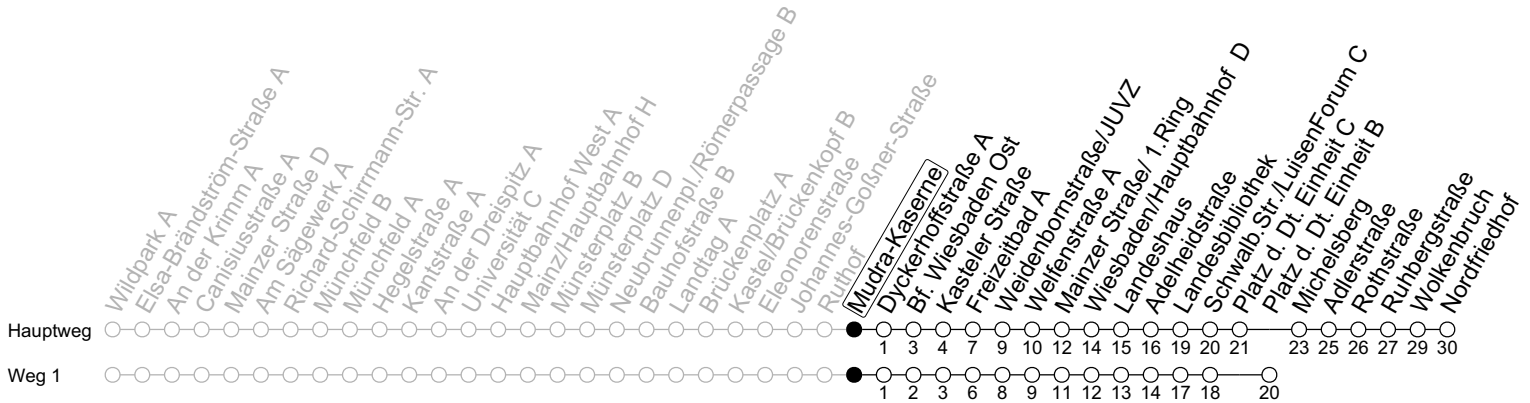 Wildpark A
Elsa-Brändström-Straße A
An der Krimm A
Canisiusstraße A
Mainzer Straße D
Am Sägewerk A
Richard-Schirrmann-Str. A
Münchfeld B
Münchfeld A
Hegelstraße A
Kantstraße A
An der Dreispitz A
Universität C
Hauptbahnhof West A
Mainz/Hauptbahnhof H
Münsterplatz B
Münsterplatz D
Neubrunnenpl./Römerpassage B
Bauhofstraße B
Landtag A
Brückenplatz A
Kastel/Brückenkopf B
Eleonorenstraße
Johannes-Goßner-Straße
Ruthof
Mudra-Kaserne
Dyckerhoffstraße A
Bf. Wiesbaden Ost
Kasteler Straße
Freizeitbad A
Weidenbornstraße/JUVZ
Welfenstraße A
Mainzer Straße/ 1.Ring
Wiesbaden/Hauptbahnhof D
Landeshaus
Adelheidstraße
Landesbibliothek
Schwalb.Str./LuisenForum C
Platz d. Dt. Einheit C
Platz d. Dt. Einheit B
Michelsberg
Adlerstraße
Rothstraße
Ruhbergstraße
Wolkenbruch
Nordfriedhof
Hauptweg
1 3 4 7 9 10 12 14 15 16 19 20 21 23 25 26 27 29 30
Weg 1
1 2 3 6 8 9 11 12 13 14 17 18 20